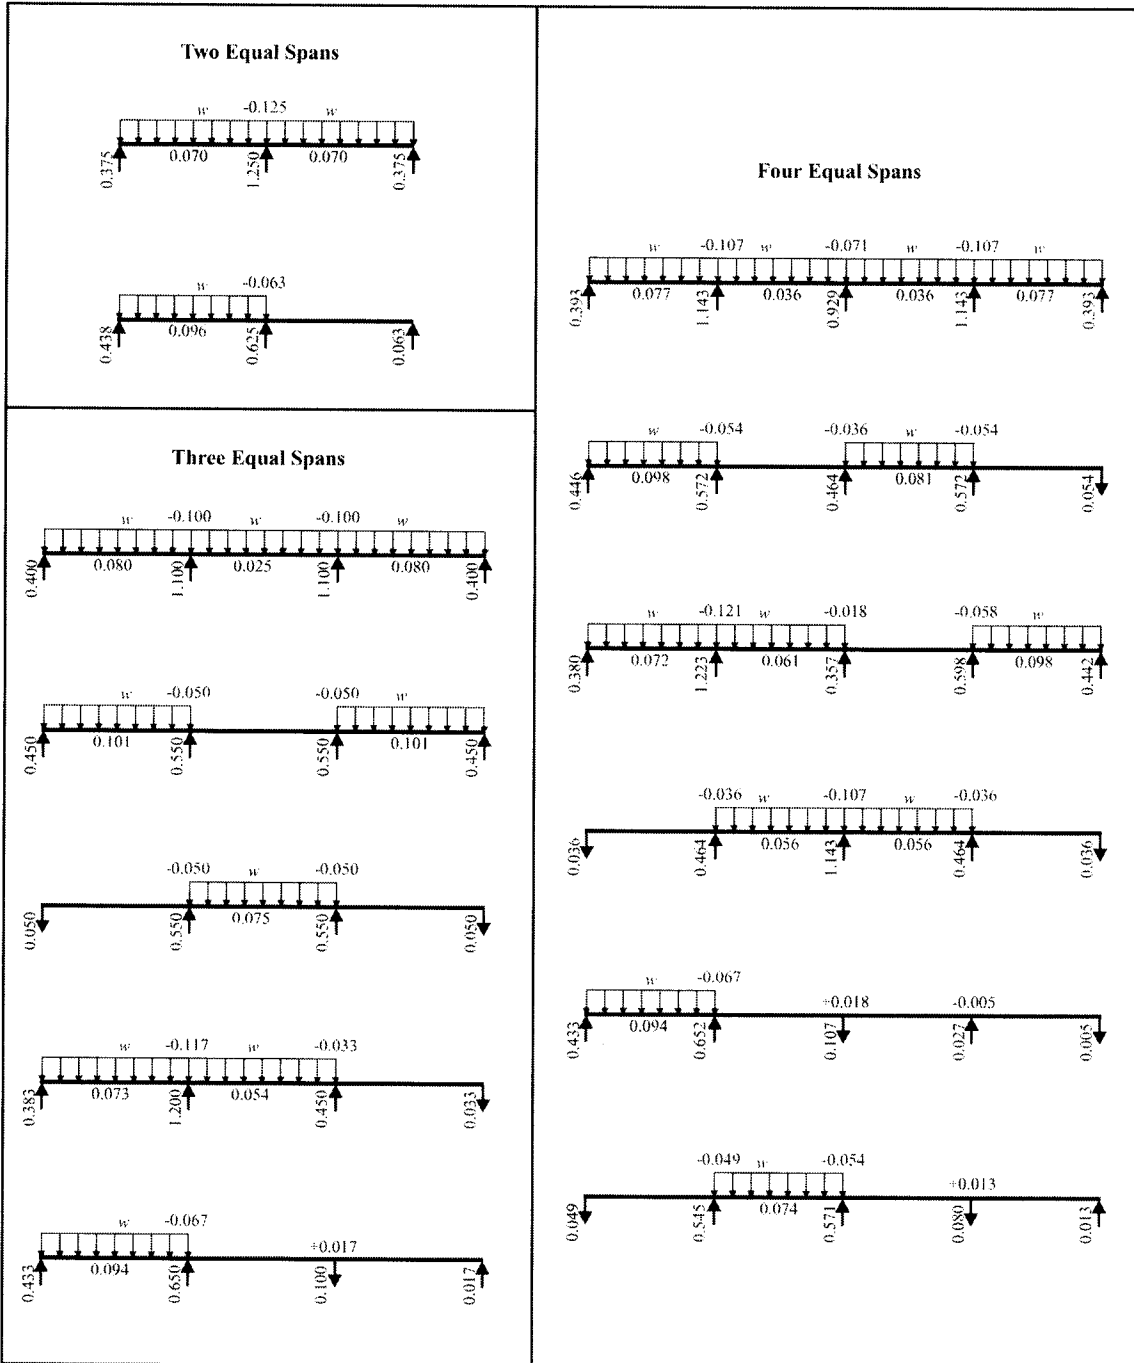 Two Equal Spans
w -0.125 w
0.070 0.070
0.375 1.250 0.375
w -0.063
0.096
0.438 0.625 0.063
Three Equal Spans
w -0.100 w -0.100 w
0.080 0.025 0.080
0.400 1.100 1.100 0.400
w -0.050 -0.050 w
0.101 0.101
0.450 0.550 0.550 0.450
-0.050 w -0.050
0.075
0.050 0.550 0.550 0.050
w -0.117 w -0.033
0.073 0.054
0.383 1.200 0.450 0.033
w -0.067 +0.017
0.094
0.433 0.650 0.100 0.017
Four Equal Spans
w -0.107 w -0.071 w -0.107 w
0.077 0.036 0.036 0.077
0.393 1.143 0.929 1.143 0.393
w -0.054 -0.036 w -0.054
0.098 0.081
0.446 0.572 0.464 0.572 0.054
w -0.121 w -0.018 -0.058 w
0.072 0.061 0.098
0.380 1.223 0.357 0.598 0.442
-0.036 w -0.107 w -0.036
0.056 0.056
0.036 0.464 1.143 0.464 0.036
w -0.067 +0.018 -0.005
0.094
0.433 0.652 0.107 0.027 0.005
-0.049 w -0.054 +0.013
0.074
0.049 0.545 0.571 0.080 0.013